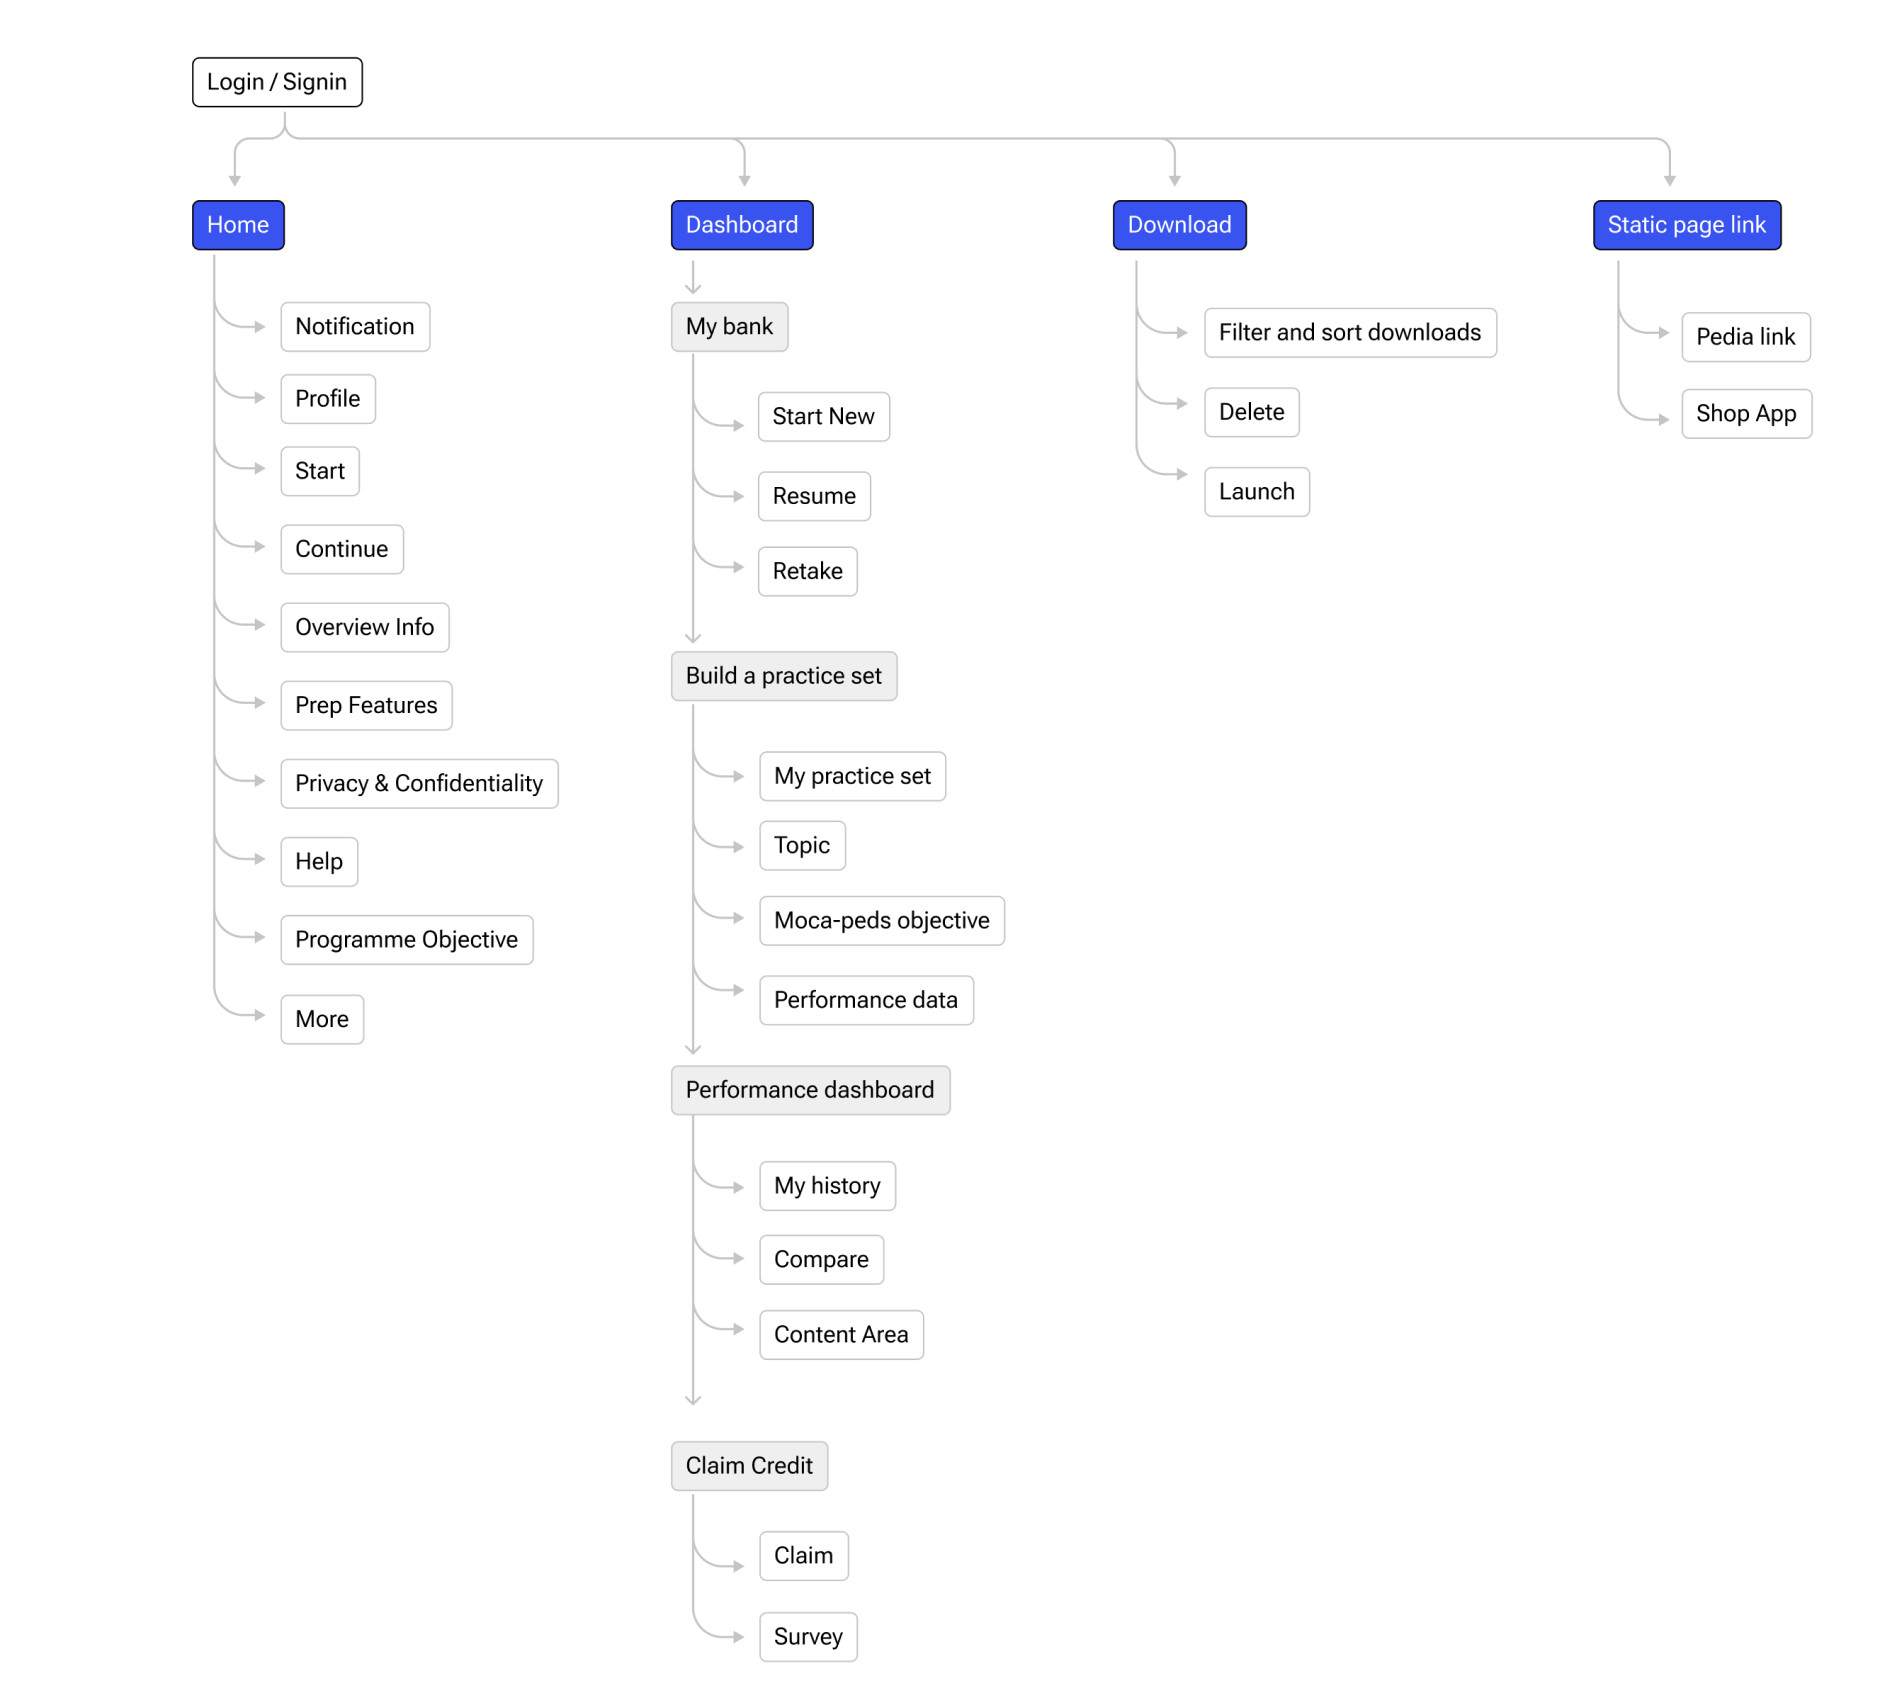 Login / Signin
Home
Notification
Profile
Start
Continue
Overview Info
Prep Features
Privacy & Confidentiality
Help
Programme Objective
More
Dashboard
My bank
Start New
Resume
Retake
Build a practice set
My practice set
Topic
Moca-peds objective
Performance data
Performance dashboard
My history
Compare
Content Area
Claim Credit
Claim
Survey
Download
Filter and sort downloads
Delete
Launch
Static page link
Pedia link
Shop App